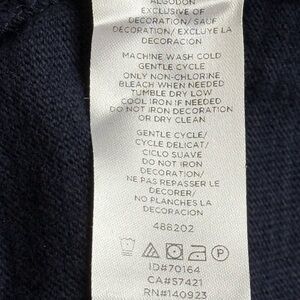 ALGODON
EXCLUSIVE OF
DECORATION/ SAUF
DECORATION/ EXCLUYE LA
DECORACION
MACHINE WASH COLD
GENTLE CYCLE
ONLY NON-CHLORINE
BLEACH WHEN NEEDED
TUMBLE DRY LOW
COOL IRON IF NEEDED
DO NOT IRON DECORATION
OR DRY CLEAN
GENTLE CYCLE/
CYCLE DELICAT/
CICLO SUAVE
DO NOT IRON
DECORATION/
NE PAS REPASSER LE
DECORER/
NO PLANCHES LA
DECORACION
488202
P
ID#70164
CA#57421
RN#140923